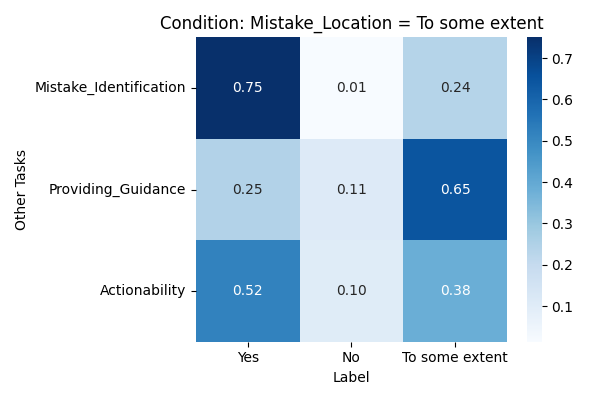 Condition: Mistake_Location = To some extent
Other Tasks
Mistake_Identification 0.75 0.01 0.24
Providing_Guidance 0.25 0.11 0.65
Actionability 0.52 0.10 0.38
Yes No To some extent
Label
0.7
0.6
0.5
0.4
0.3
0.2
0.1